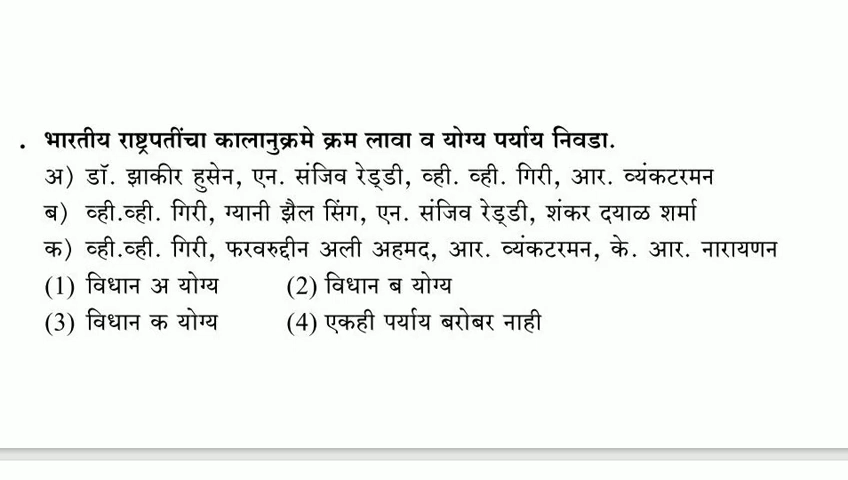 . भारतीय राष्ट्रपतींचा कालानुक्रमे क्रम लावा व योग्य पर्याय निवडा.
अ) डॉ. झाकीर हुसेन, एन. संजिव रेड्डी, व्ही. व्ही. गिरी, आर. व्यंकटरमन
ब) व्ही.व्ही. गिरी, ग्यानी झैल सिंग, एन. संजिव रेड्डी, शंकर दयाळ शर्मा
क) व्ही.व्ही. गिरी, फरवरुद्दीन अली अहमद, आर. व्यंकटरमन, के. आर. नारायणन
(1) विधान अ योग्य (2) विधान ब योग्य
(3) विधान क योग्य (4) एकही पर्याय बरोबर नाही